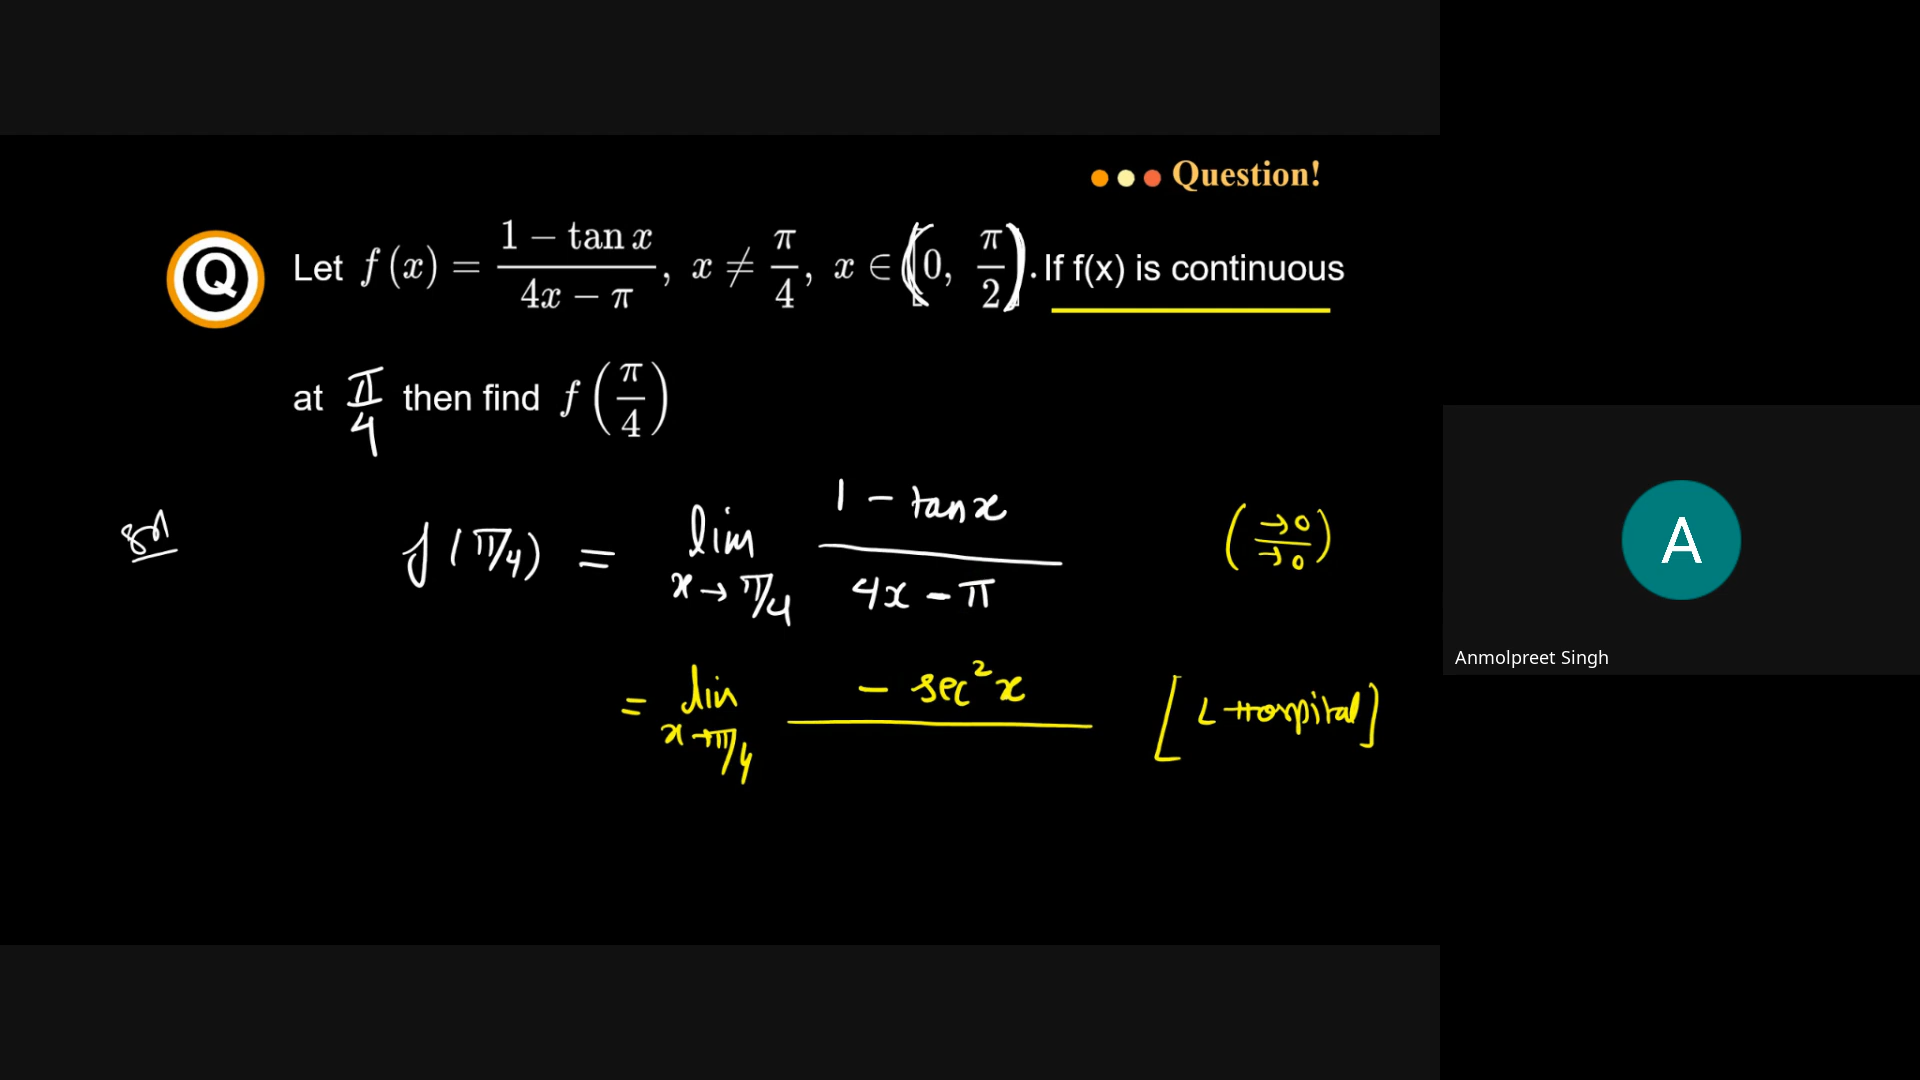 Question!
Q
Let f(x) = (1 − tan x)/(4x − π), x ≠ π/4, x ∈ (0, π/2). If f(x) is continuous
at π/4 then find f(π/4)
Sol
f(π/4) = lim x→π/4 (1 − tan x)/(4x − π) (→0/→0)
= lim x→π/4 − sec² x [L-Hospital]
A
Anmolpreet Singh